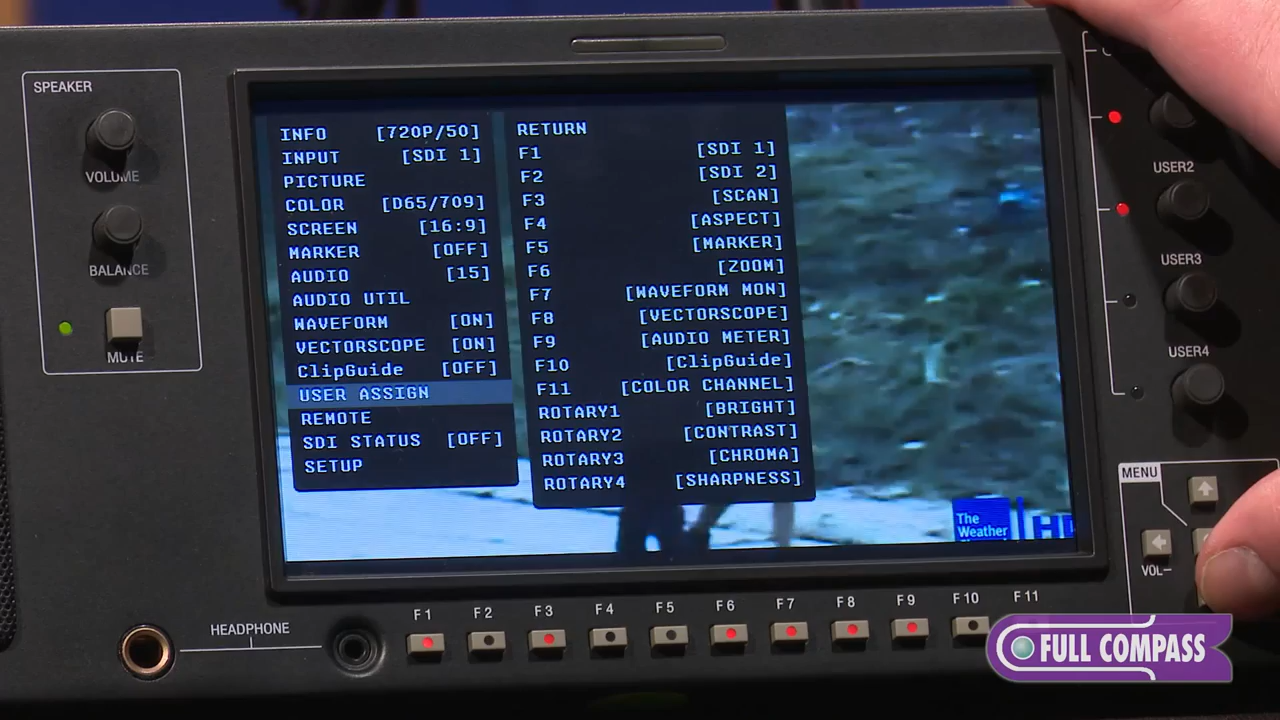 SPEAKER
VOLUME
BALANCE
MUTE
INFO [720P/50]
INPUT [SDI 1]
PICTURE
COLOR [D65/709]
SCREEN [16:9]
MARKER [OFF]
AUDIO [15]
AUDIO UTIL
WAVEFORM [ON]
VECTORSCOPE [ON]
ClipGuide [OFF]
USER ASSIGN
REMOTE
SDI STATUS [OFF]
SETUP
RETURN
F1 [SDI 1]
F2 [SDI 2]
F3 [SCAN]
F4 [ASPECT]
F5 [MARKER]
F6 [ZOOM]
F7 [WAVEFORM MON]
F8 [VECTORSCOPE]
F9 [AUDIO METER]
F10 [ClipGuide]
F11 [COLOR CHANNEL]
ROTARY1 [BRIGHT]
ROTARY2 [CONTRAST]
ROTARY3 [CHROMA]
ROTARY4 [SHARPNESS]
The
Weather
USER2
USER3
USER4
MENU
VOL-
HEADPHONE
F1 F2 F3 F4 F5 F6 F7 F8 F9 F10 F11
FULL COMPASS